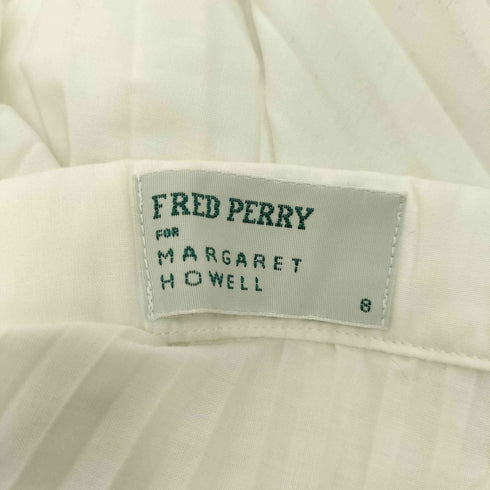 FRED PERRY
FOR
MARGARET
HOWELL
8